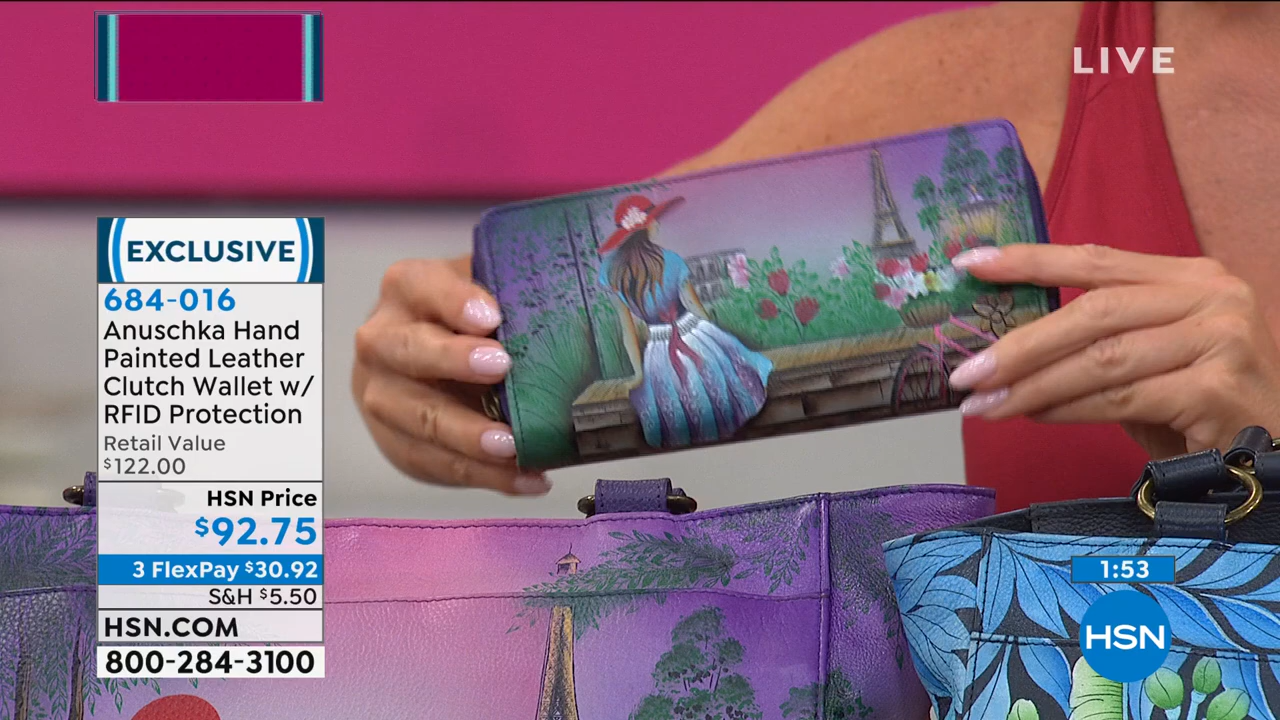 LIVE
EXCLUSIVE
684-016
Anuschka Hand
Painted Leather
Clutch Wallet w/
RFID Protection
Retail Value
$122.00
HSN Price
$92.75
3 FlexPay $30.92
S&H $5.50
HSN.COM
800-284-3100
1:53
HSN